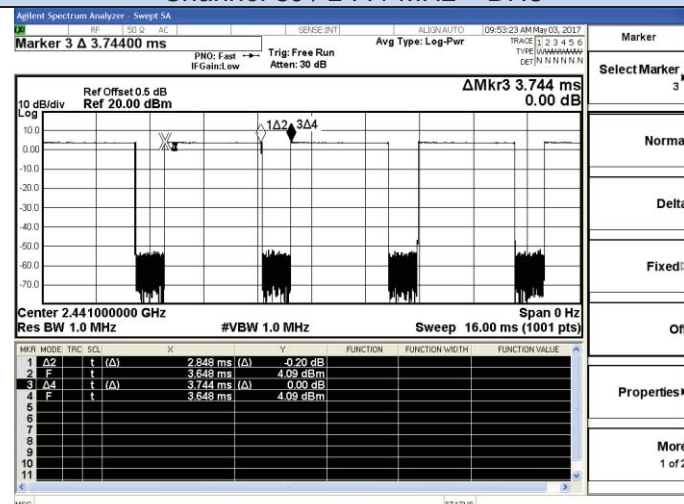 Agilent Spectrum Analyzer - Swept SA
RF 50 Ω AC SENSE:INT ALIGN AUTO 09:53:23 AM May 03, 2017
Marker 3 Δ 3.74400 ms
PNO: Fast
IFGain:Low
Trig: Free Run
Atten: 30 dB
Avg Type: Log-Pwr
TRACE 1 2 3 4 5 6
TYPE
DET N N N N N N
ΔMkr3 3.744 ms
0.00 dB
Ref Offset 0.5 dB
10 dB/div Ref 20.00 dBm
Log
10.0
0.00
-10.0
-20.0
-30.0
-40.0
-50.0
-60.0
-70.0
1Δ2 3Δ4
Center 2.441000000 GHz Span 0 Hz
Res BW 1.0 MHz #VBW 1.0 MHz Sweep 16.00 ms (1001 pts)
MKR MODE TRC SCL X Y FUNCTION FUNCTION WIDTH FUNCTION VALUE
1 Δ2 t (Δ) 2.848 ms (Δ) -0.20 dB
2 F t 3.648 ms 4.09 dBm
3 Δ4 t (Δ) 3.744 ms (Δ) 0.00 dB
4 F t 3.648 ms 4.09 dBm
5
6
7
8
9
10
11
MSG STATUS
Marker
Select Marker
3
Norma
Delta
Fixed
Of
Properties
More
1 of 2